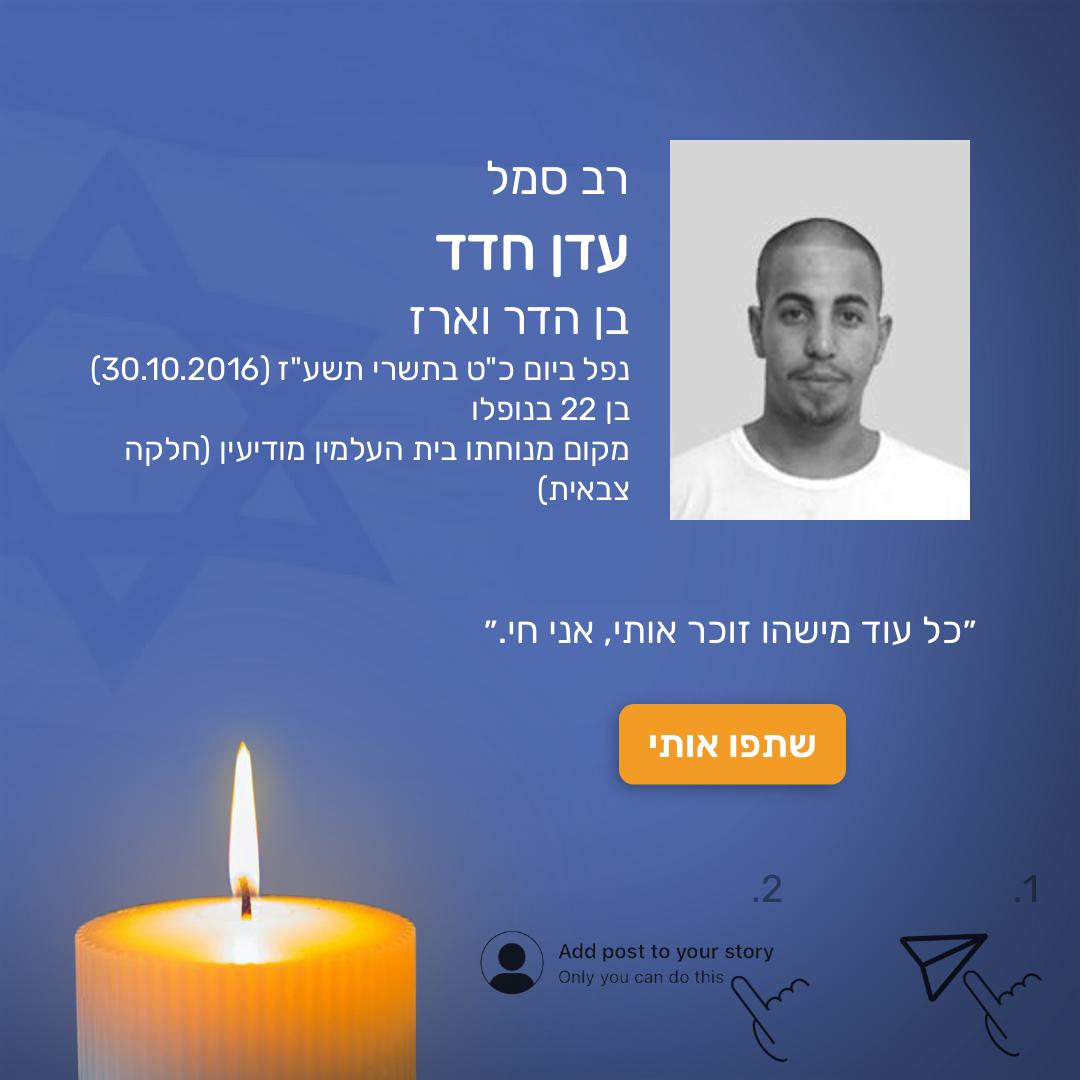 רב סמל
עדן חדד
בן הדר וארז
נפל ביום כ"ט בתשרי תשע"ז (30.10.2016)
בן 22 בנופלו
מקום מנוחתו בית העלמין מודיעין (חלקה
צבאית)
״כל עוד מישהו זוכר אותי, אני חי.״
שתפו אותי
1.
2.
Add post to your story
Only you can do this